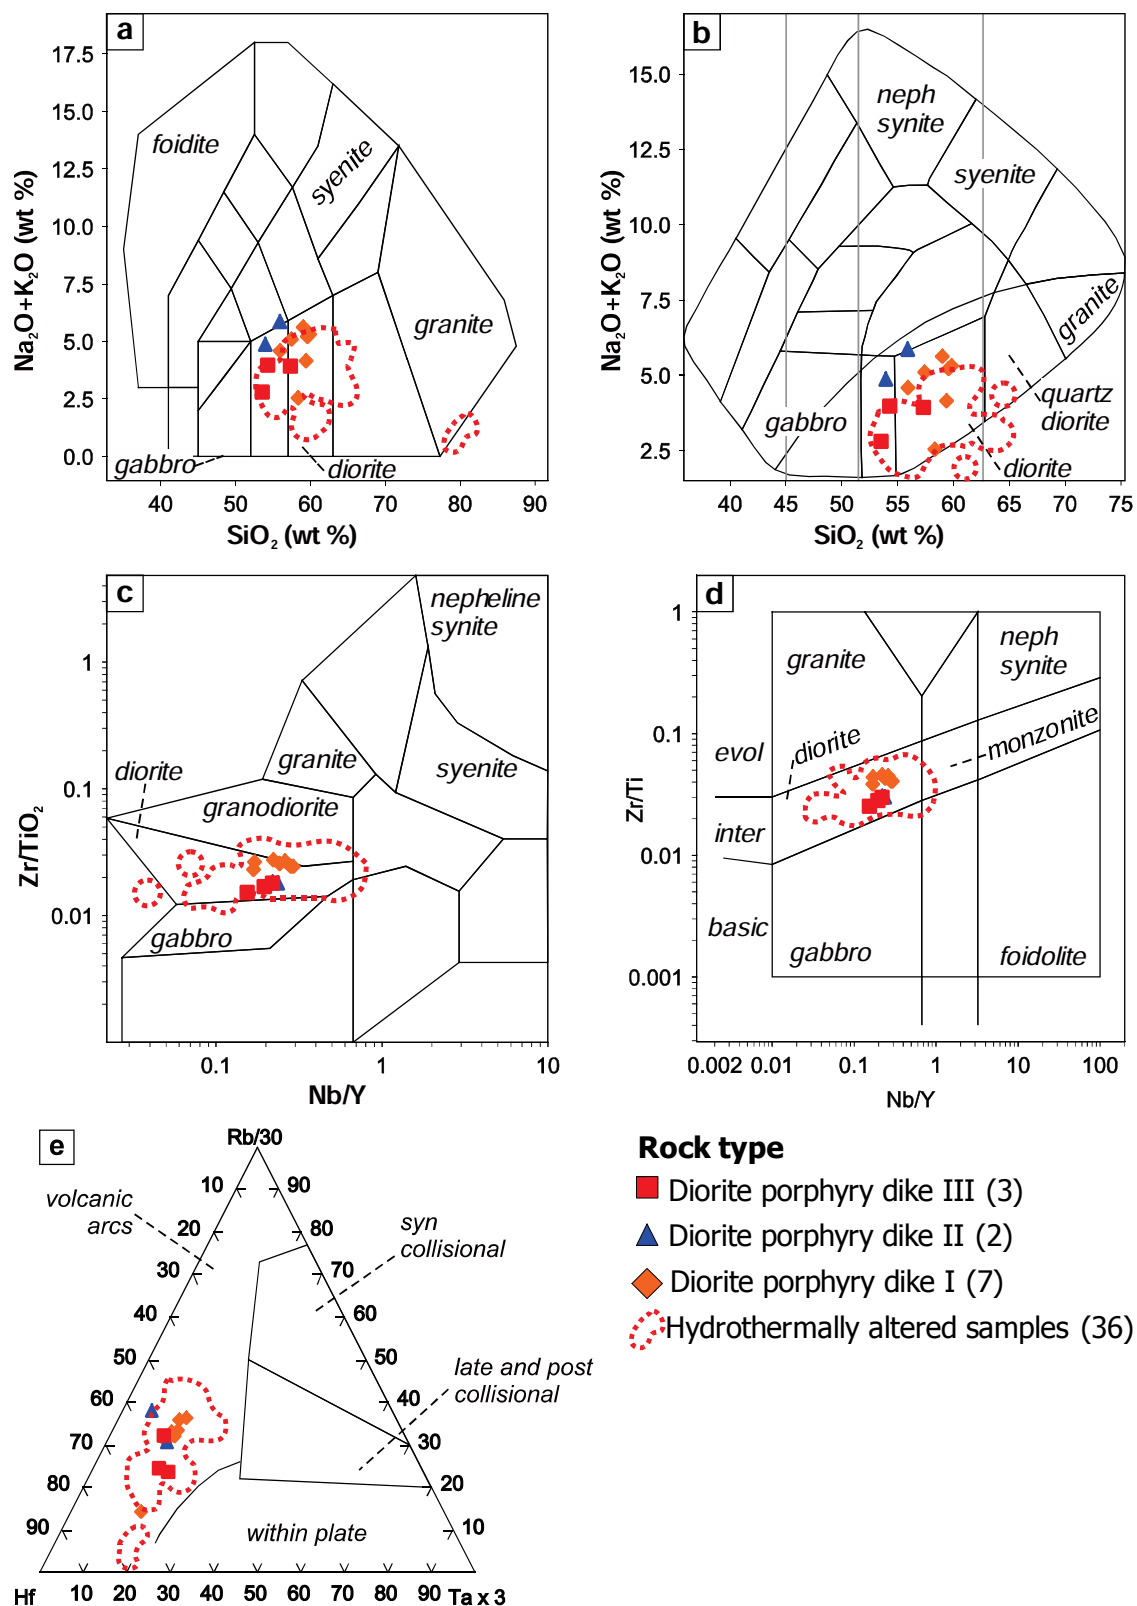 a
17.5
15.0
12.5
10.0
7.5
5.0
2.5
0.0
Na₂O+K₂O (wt %)
foidite
syenite
granite
gabbro
diorite
40 50 60 70 80 90
SiO₂ (wt %)
b
15.0
12.5
10.0
7.5
5.0
2.5
Na₂O+K₂O (wt %)
neph
synite
syenite
granite
gabbro
quartz
diorite
diorite
40 45 50 55 60 65 70 75
SiO₂ (wt %)
c
1
0.1
0.01
Zr/TiO₂
nepheline
synite
granite
syenite
diorite
granodiorite
gabbro
0.1 1 10
Nb/Y
d
1
0.1
0.01
0.001
Zr/Ti
granite
neph
synite
evol
diorite
monzonite
inter
basic
gabbro
foidolite
0.002 0.01 0.1 1 10 100
Nb/Y
e
Rb/30
10 90
volcanic
arcs
20 80
syn
collisional
30 70
40 60
50 50
late and post
collisional
60 40
70 30
80 20
90 10
within plate
Hf 10 20 30 40 50 60 70 80 90 Ta x 3
Rock type
Diorite porphyry dike III (3)
Diorite porphyry dike II (2)
Diorite porphyry dike I (7)
Hydrothermally altered samples (36)